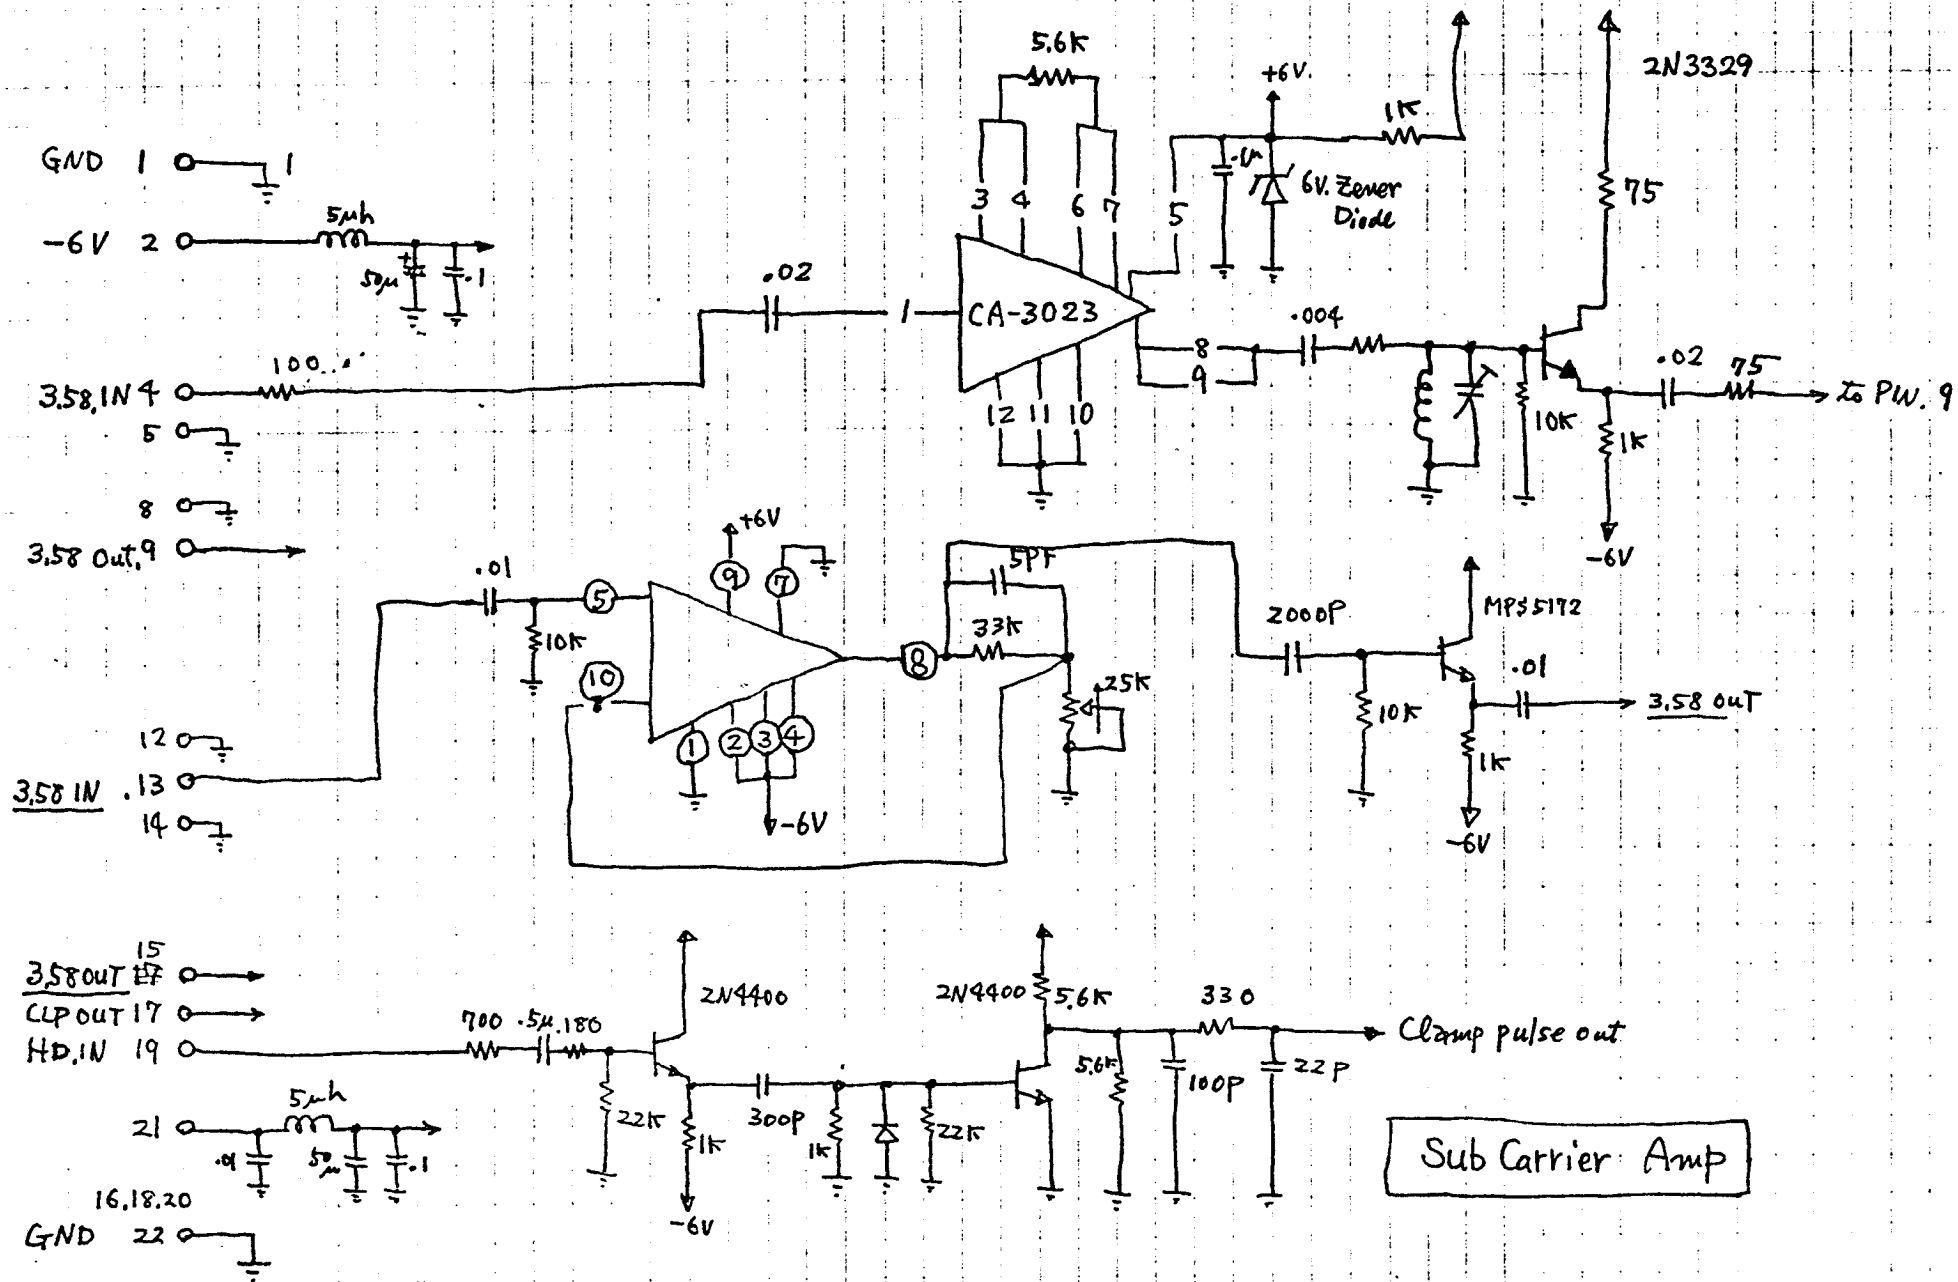 5.6K
+6V.
2N3329
1K
GND 1
1
.1µ
6V. Zener
Diode
75
3 4 6 7 5
5µh
-6V 2
50µ
+
.1
.02
1
CA-3023
8
9
.004
.02
75
to PIN. 9
100...
3.58.IN 4
12 11 10
10K
1K
5
8
-6V
3.58 Out. 9
+6V
9
7
5PF
.01
5
10K
10
33K
8
2000P
MPS5172
25K
.01
10K
3.58 OUT
1K
1
2
3
4
-6V
-6V
12
3.58 IN .13
14
15
3.58 OUT 17
CLP OUT 17
HD.IN 19
700 .5µ .180
2N4400
2N4400
5.6K
330
Clamp pulse out
5.6K
100P
22P
22K
1K
300P
1K
22K
-6V
5µh
21
.01
50µ
.1
Sub Carrier Amp
16.18.20
GND 22